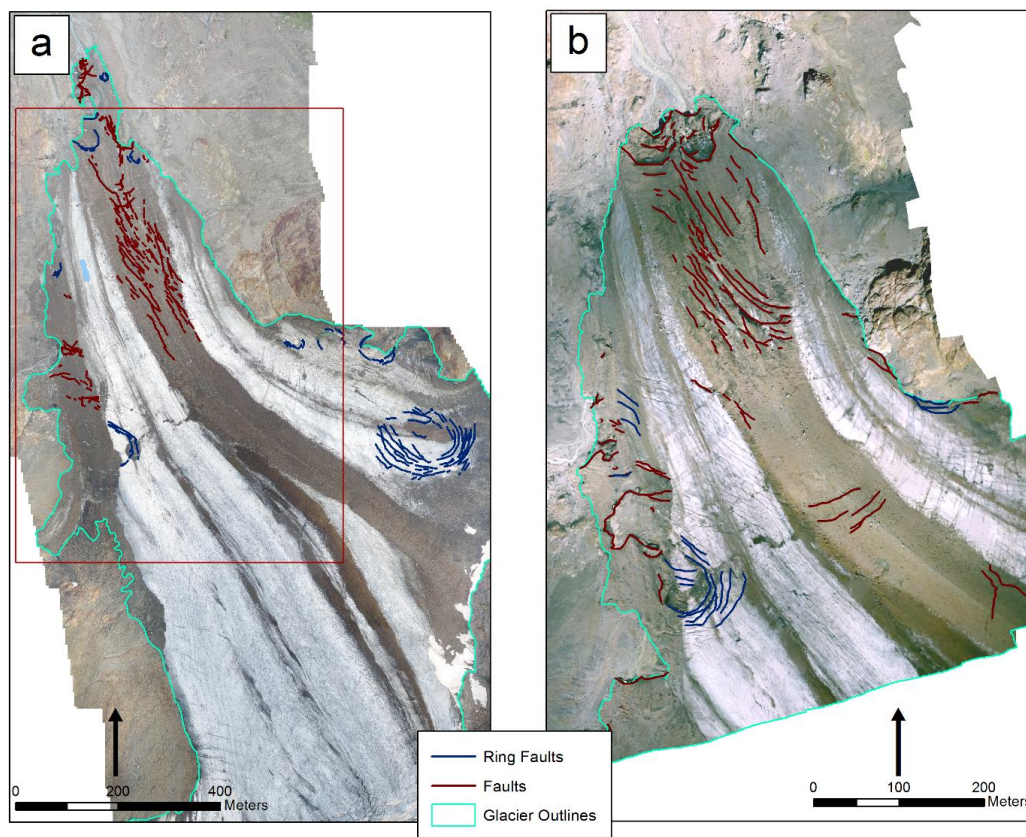 a
b
Ring Faults
Faults
Glacier Outlines
0 200 400
Meters
0 100 200
Meters